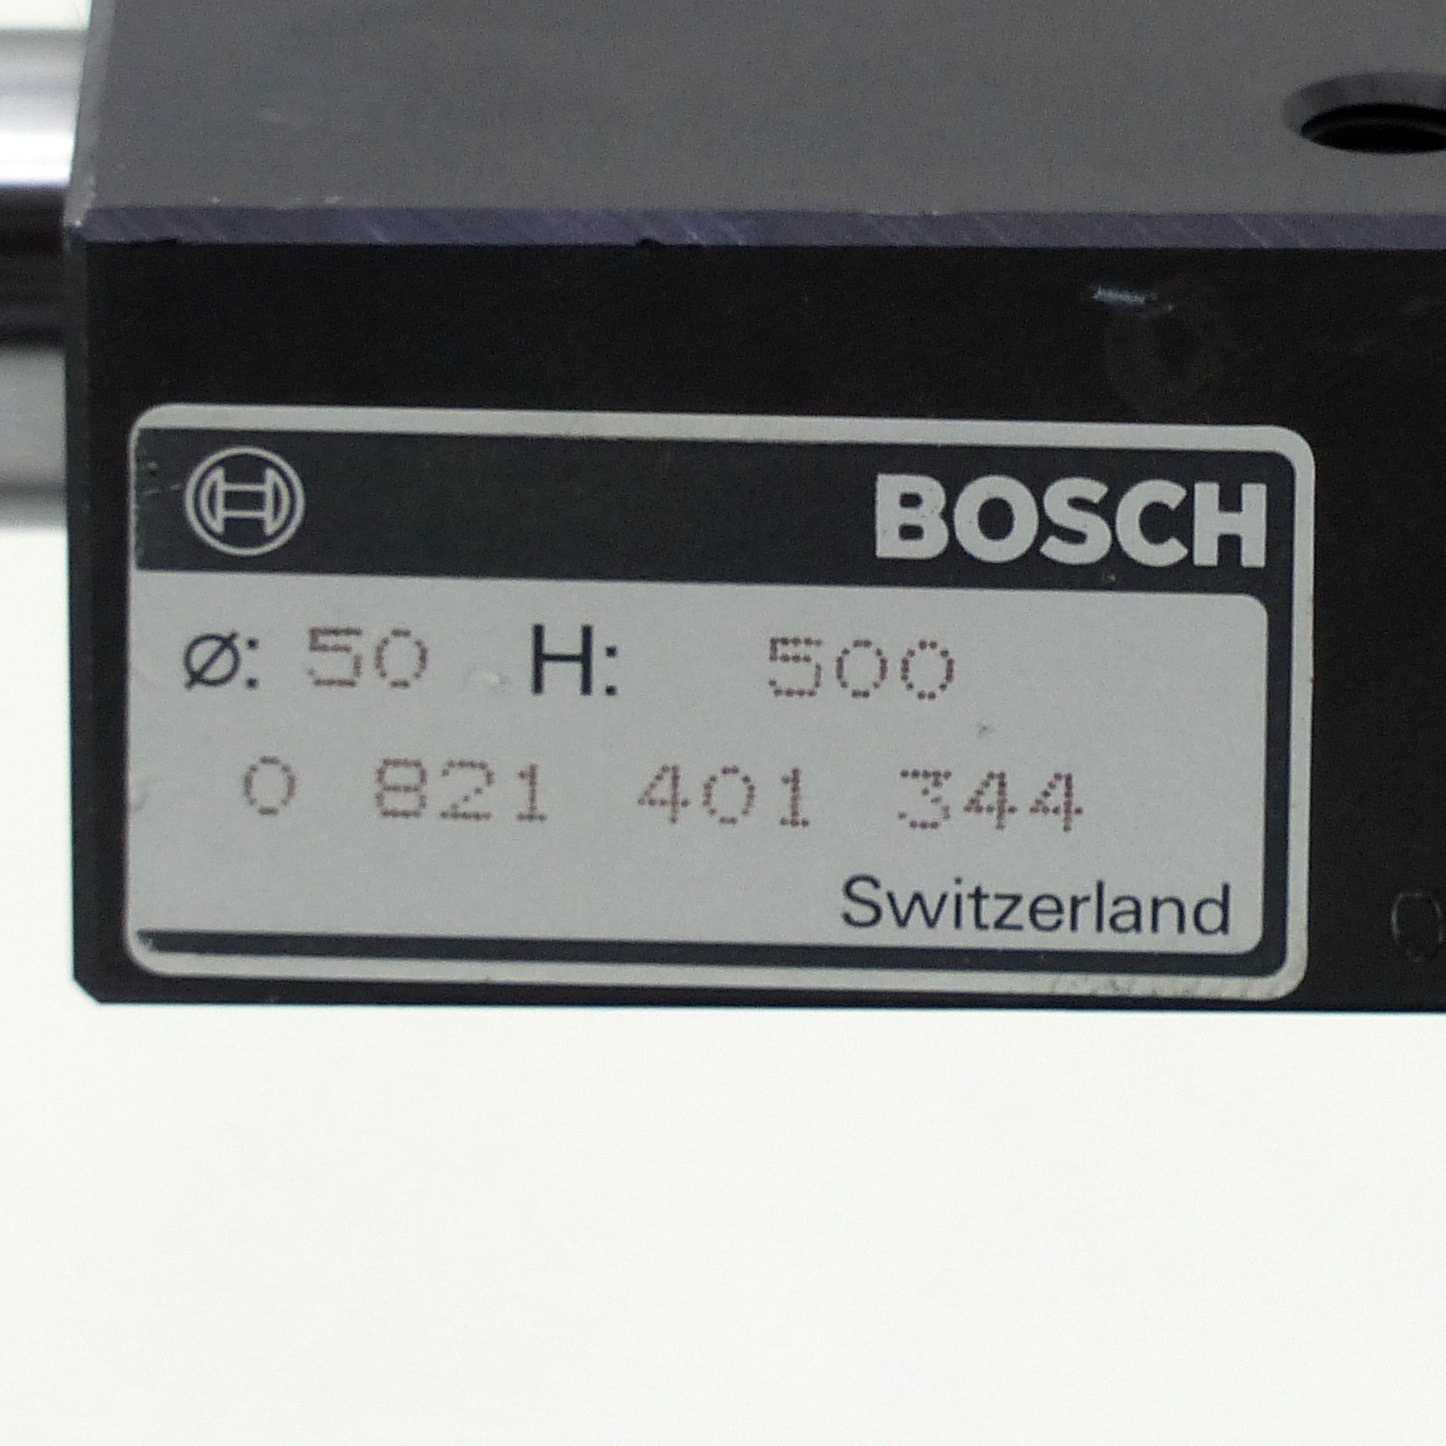 BOSCH
ø: 50 H: 500
0 821 401 344
Switzerland